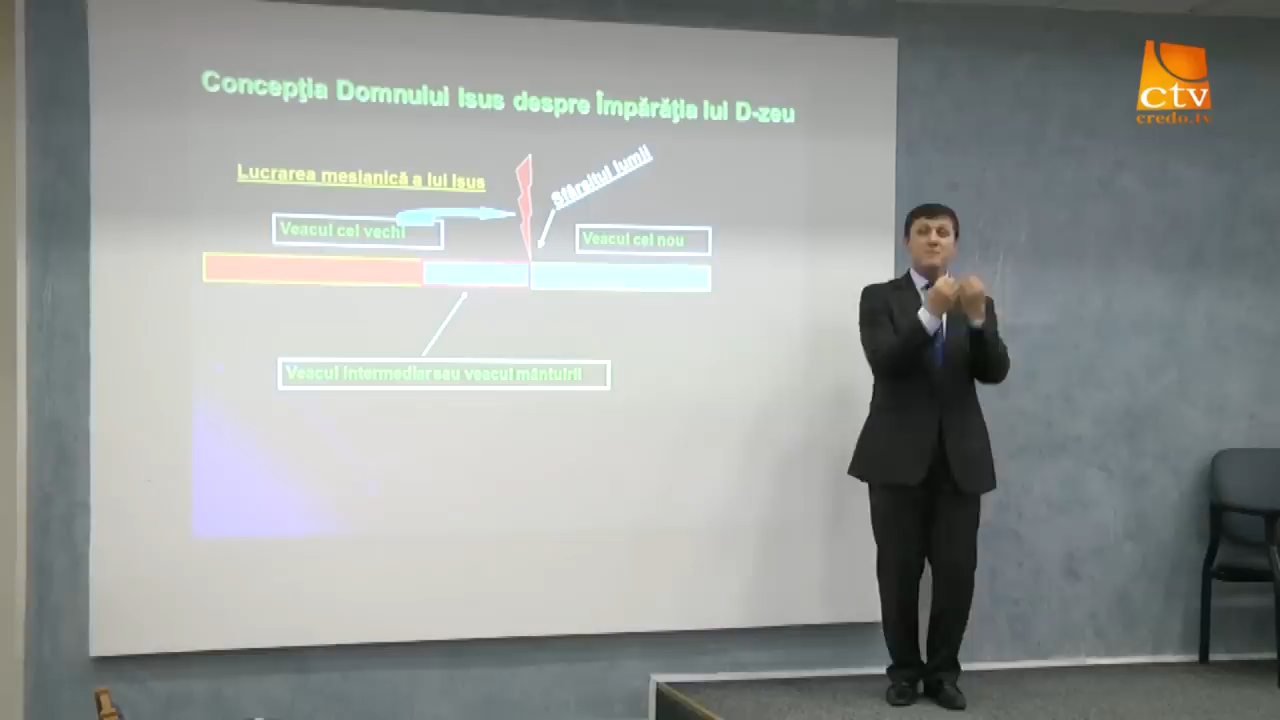 Concepţia Domnului Isus despre Împărăţia lui D-zeu
Lucrarea mesianică a lui Isus
Sfârsitul lumii
Veacul cel vechi
Veacul cel nou
Veacul intermediar sau veacul mântuirii
ctv
credo.tv